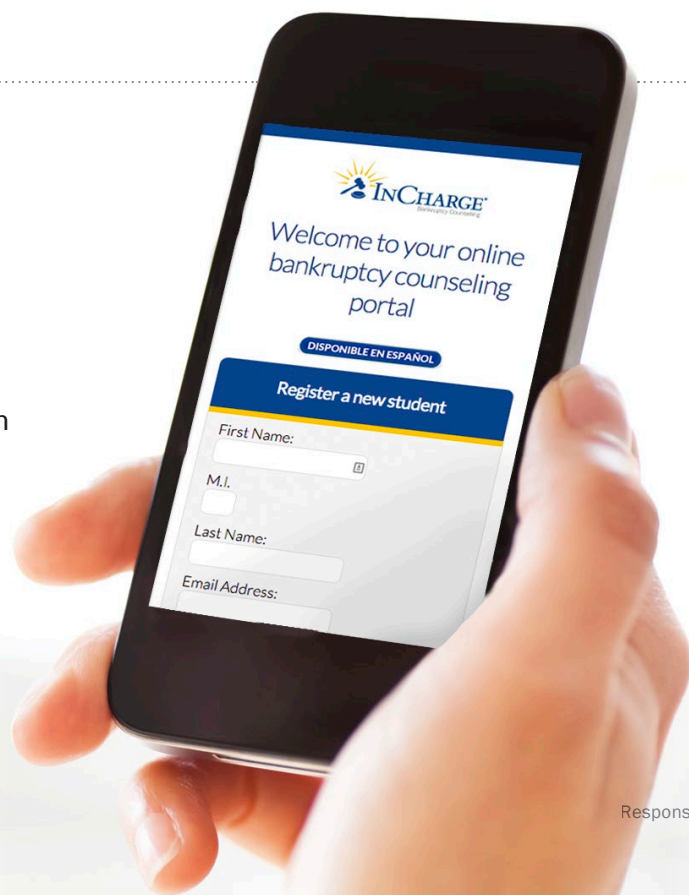 INCHARGE®
Bankruptcy Counseling
Welcome to your online
bankruptcy counseling
portal
DISPONIBLE EN ESPAÑOL
Register a new student
n
First Name:
M.I.
Last Name:
Email Address:
Respons